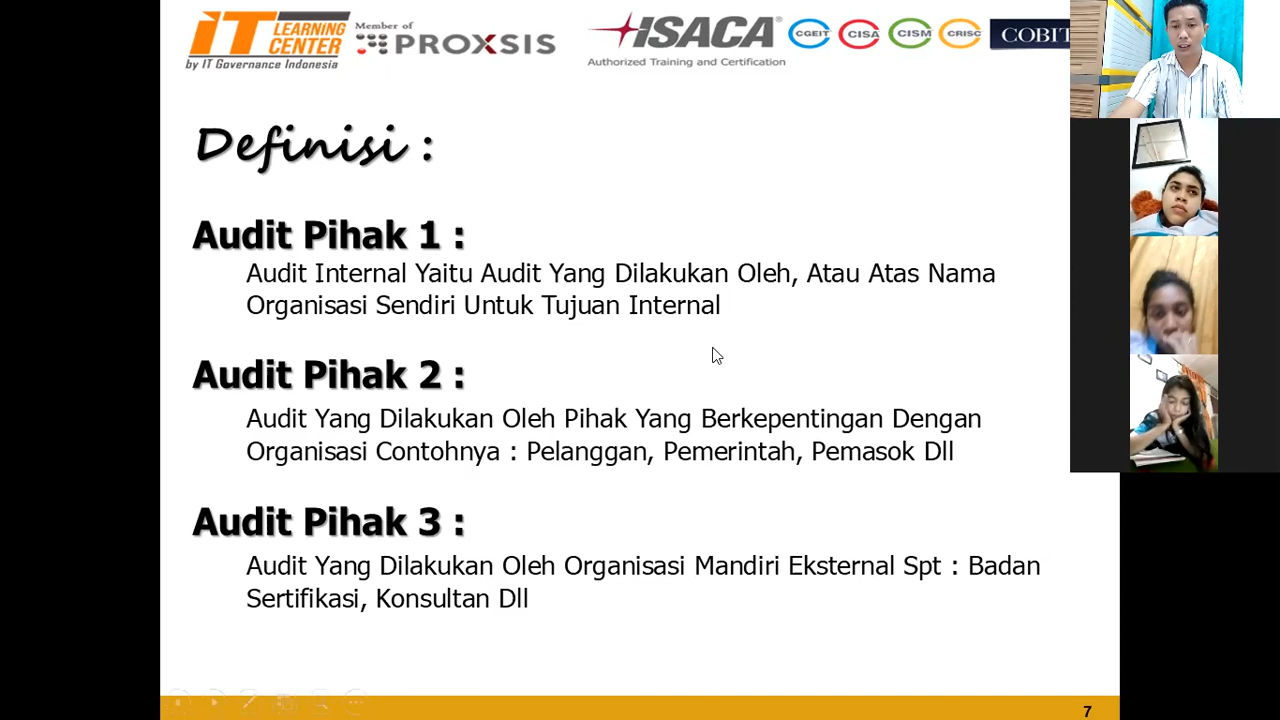 iT LEARNING CENTER
by IT Governance Indonesia
Member of
PROXSIS
ISACA®
Authorized Training and Certification
CGEIT CISA CISM CRISC COBIT
Definisi :
Audit Pihak 1 :
Audit Internal Yaitu Audit Yang Dilakukan Oleh, Atau Atas Nama
Organisasi Sendiri Untuk Tujuan Internal
Audit Pihak 2 :
Audit Yang Dilakukan Oleh Pihak Yang Berkepentingan Dengan
Organisasi Contohnya : Pelanggan, Pemerintah, Pemasok Dll
Audit Pihak 3 :
Audit Yang Dilakukan Oleh Organisasi Mandiri Eksternal Spt : Badan
Sertifikasi, Konsultan Dll
7